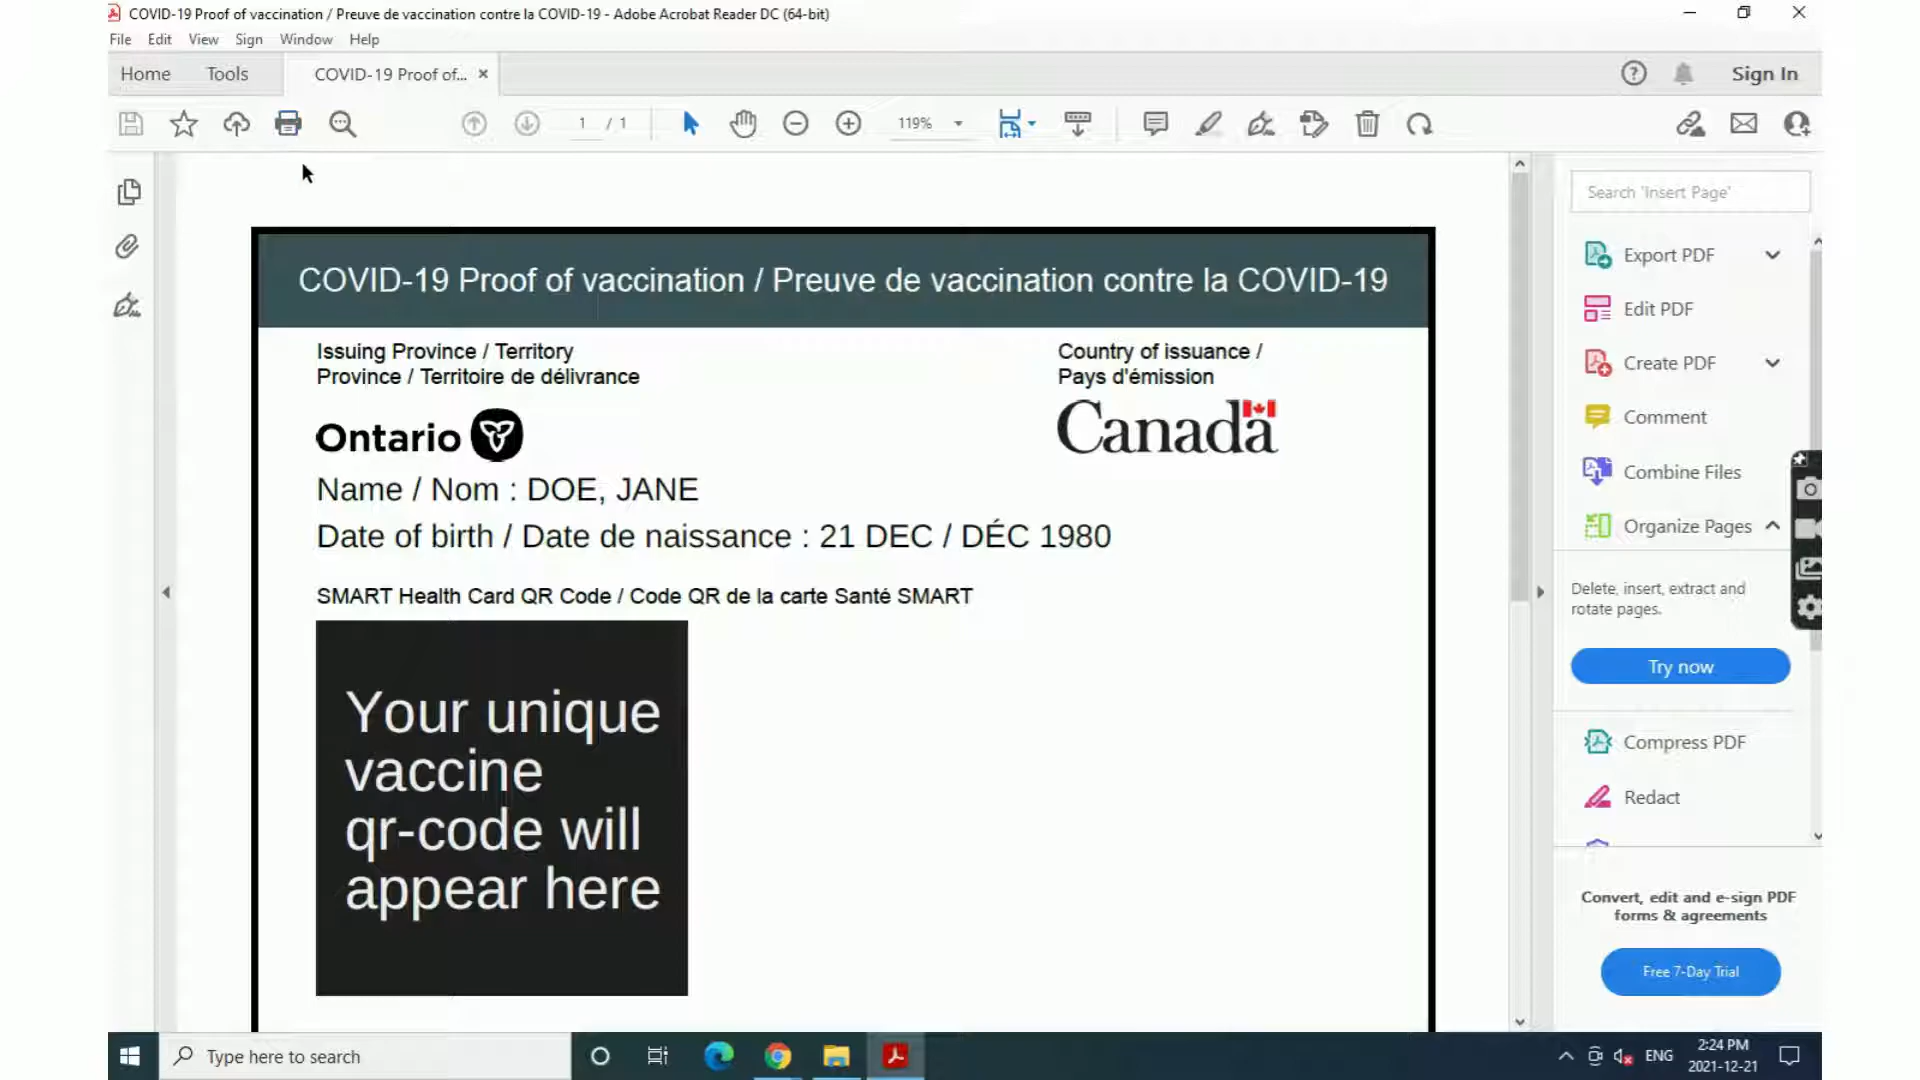 COVID-19 Proof of vaccination / Preuve de vaccination contre la COVID-19 - Adobe Acrobat Reader DC (64-bit)
File Edit View Sign Window Help
Home Tools COVID-19 Proof of... × Sign In
1 / 1 119%
Search 'Insert Page'
Export PDF
Edit PDF
Create PDF
Comment
Combine Files
Organize Pages
Delete, insert, extract and
rotate pages.
Try now
Compress PDF
Redact
Convert, edit and e-sign PDF
forms & agreements
Free 7-Day Trial
COVID-19 Proof of vaccination / Preuve de vaccination contre la COVID-19
Issuing Province / Territory
Province / Territoire de délivrance
Ontario
Country of issuance /
Pays d'émission
Canada
Name / Nom : DOE, JANE
Date of birth / Date de naissance : 21 DEC / DÉC 1980
SMART Health Card QR Code / Code QR de la carte Santé SMART
Your unique
vaccine
qr-code will
appear here
Type here to search
ENG
2:24 PM
2021-12-21